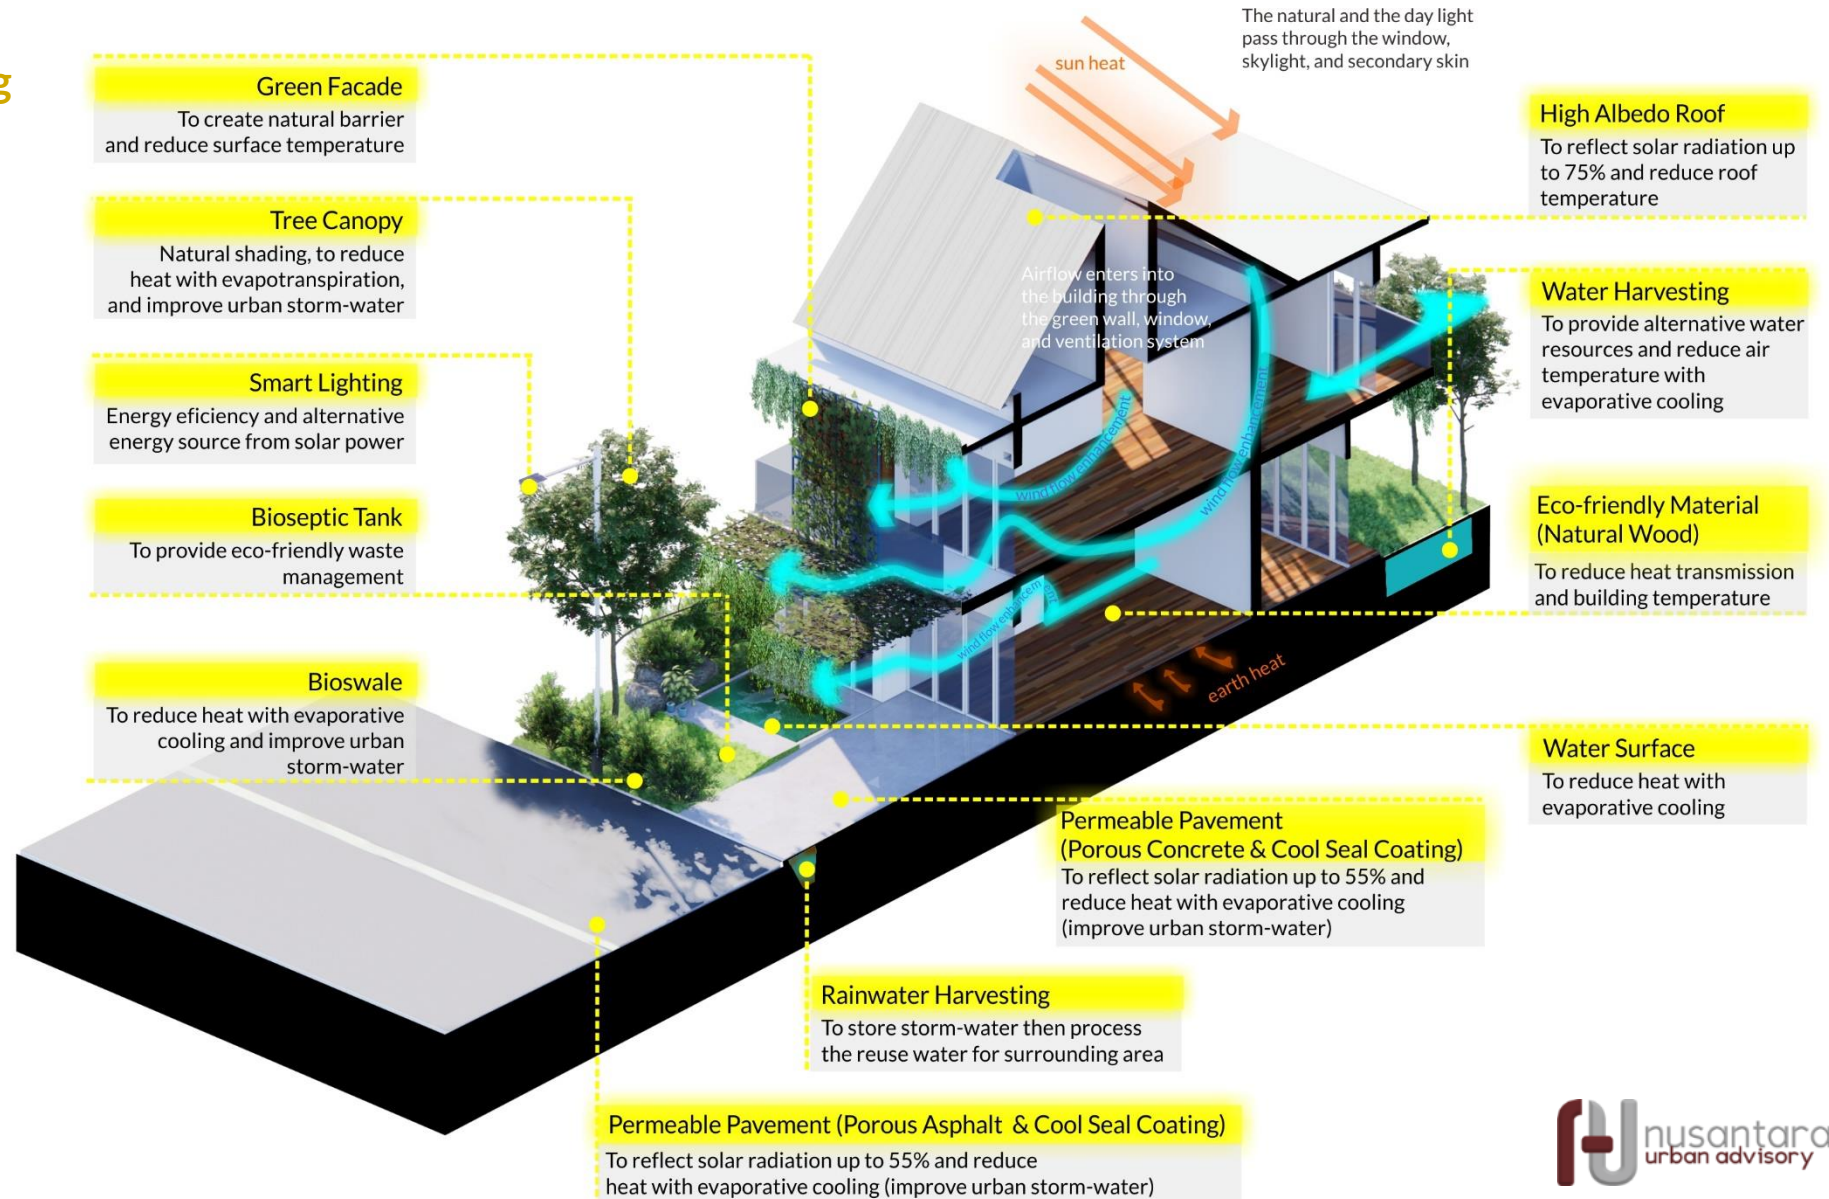 g
The natural and the day light
pass through the window,
skylight, and secondary skin
sun heat
Green Facade
To create natural barrier
and reduce surface temperature
Tree Canopy
Natural shading, to reduce
heat with evapotranspiration,
and improve urban storm-water
Smart Lighting
Energy eficiency and alternative
energy source from solar power
Bioseptic Tank
To provide eco-friendly waste
management
Bioswale
To reduce heat with evaporative
cooling and improve urban
storm-water
Airflow enters into
the building through
the green wall, window,
and ventilation system
wind flow enhancement
wind flow enhancement
wind flow enhancement
earth heat
High Albedo Roof
To reflect solar radiation up
to 75% and reduce roof
temperature
Water Harvesting
To provide alternative water
resources and reduce air
temperature with
evaporative cooling
Eco-friendly Material
(Natural Wood)
To reduce heat transmission
and building temperature
Water Surface
To reduce heat with
evaporative cooling
Permeable Pavement
(Porous Concrete & Cool Seal Coating)
To reflect solar radiation up to 55% and
reduce heat with evaporative cooling
(improve urban storm-water)
Rainwater Harvesting
To store storm-water then process
the reuse water for surrounding area
Permeable Pavement (Porous Asphalt & Cool Seal Coating)
To reflect solar radiation up to 55% and reduce
heat with evaporative cooling (improve urban storm-water)
nusantara
urban advisory